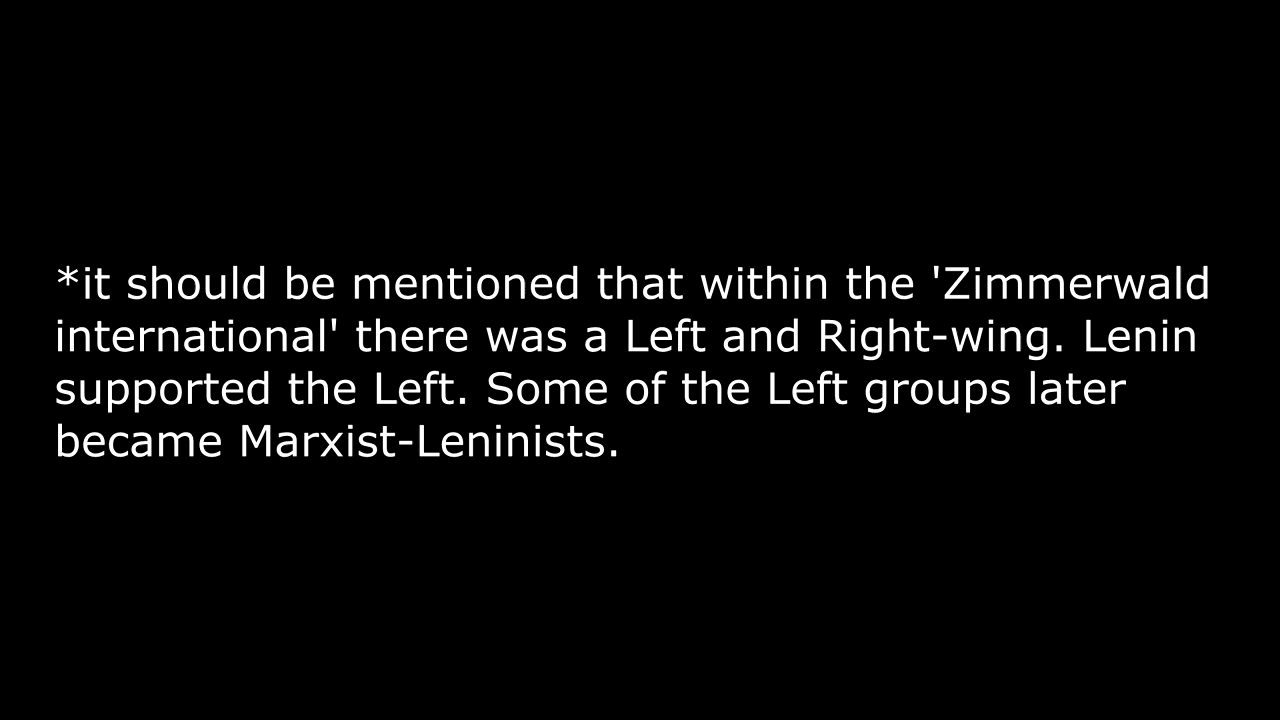 *it should be mentioned that within the 'Zimmerwald
international' there was a Left and Right-wing. Lenin
supported the Left. Some of the Left groups later
became Marxist-Leninists.